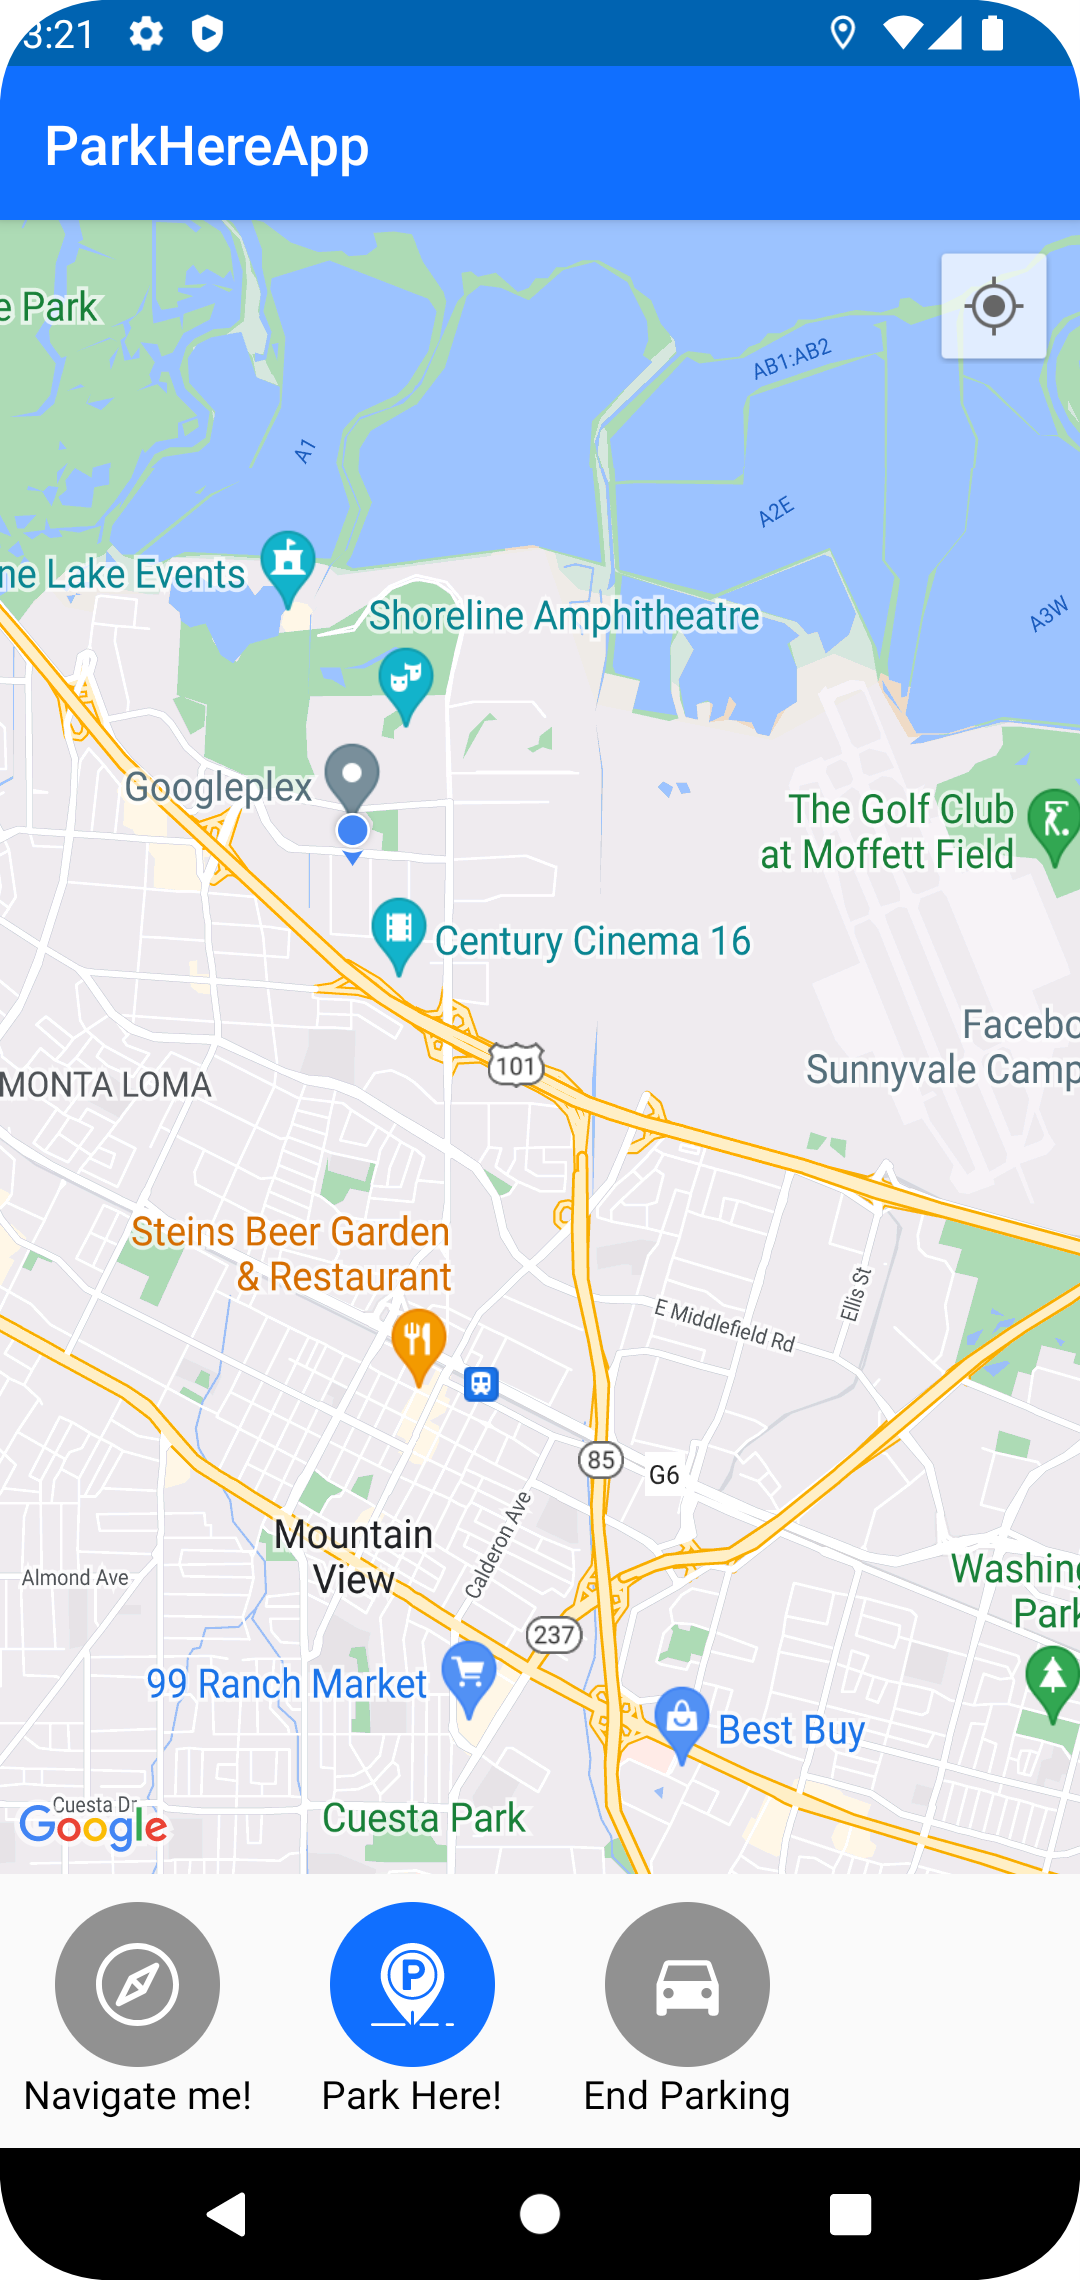 3:21
ParkHereApp
e Park
AB1:AB2
A1
A2E
A3W
ne Lake Events
Shoreline Amphitheatre
Googleplex
The Golf Club
at Moffett Field
Century Cinema 16
Facebo
Sunnyvale Camp
101
MONTA LOMA
Steins Beer Garden
& Restaurant
Ellis St
E Middlefield Rd
85
G6
Calderon Ave
Mountain
View
Almond Ave
Washing
Park
237
99 Ranch Market
Best Buy
Cuesta Dr
Google
Cuesta Park
P
Navigate me!
Park Here!
End Parking